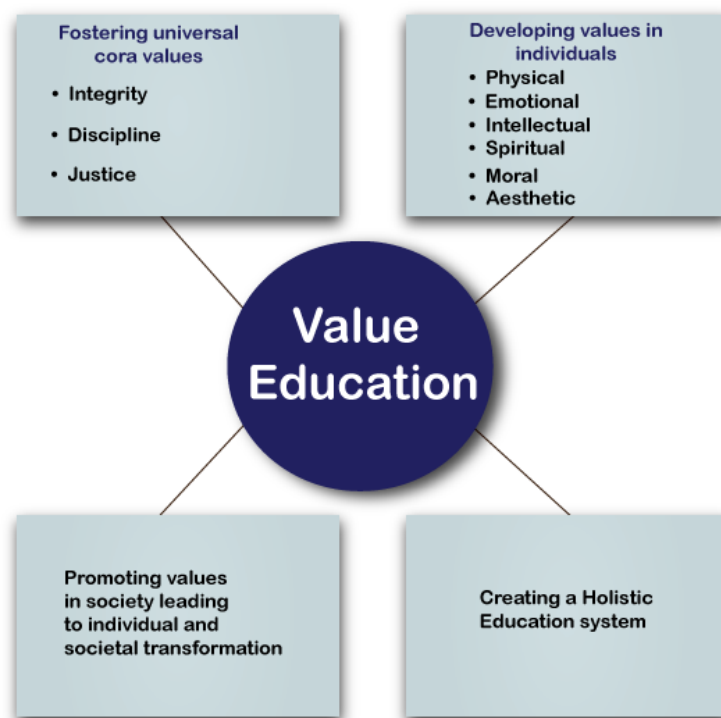 Fostering universal
cora values
• Integrity
• Discipline
• Justice
Developing values in
individuals
• Physical
• Emotional
• Intellectual
• Spiritual
• Moral
• Aesthetic
Value
Education
Promoting values
in society leading
to individual and
societal transformation
Creating a Holistic
Education system